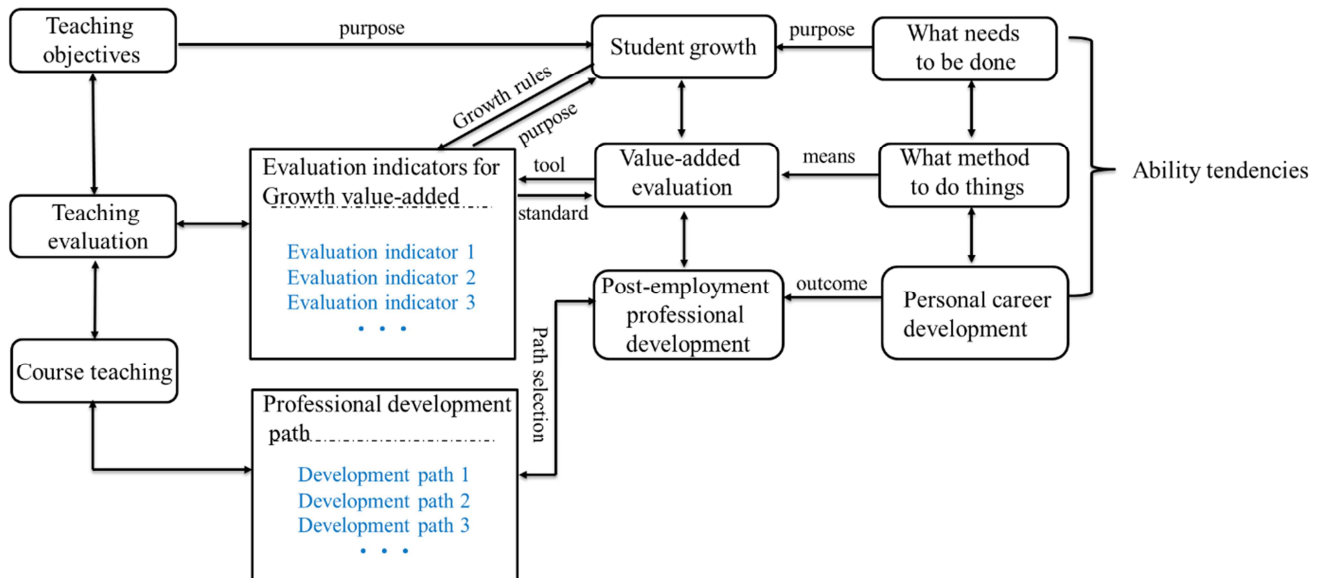 Teaching
objectives
purpose
Student growth
purpose
What needs
to be done
Growth rules
purpose
Evaluation indicators for
Growth value-added
Evaluation indicator 1
Evaluation indicator 2
Evaluation indicator 3
• • •
tool
standard
Value-added
evaluation
means
What method
to do things
Ability tendencies
Teaching
evaluation
Post-employment
professional
development
outcome
Personal career
development
Path selection
Course teaching
Professional development
path
Development path 1
Development path 2
Development path 3
• • •